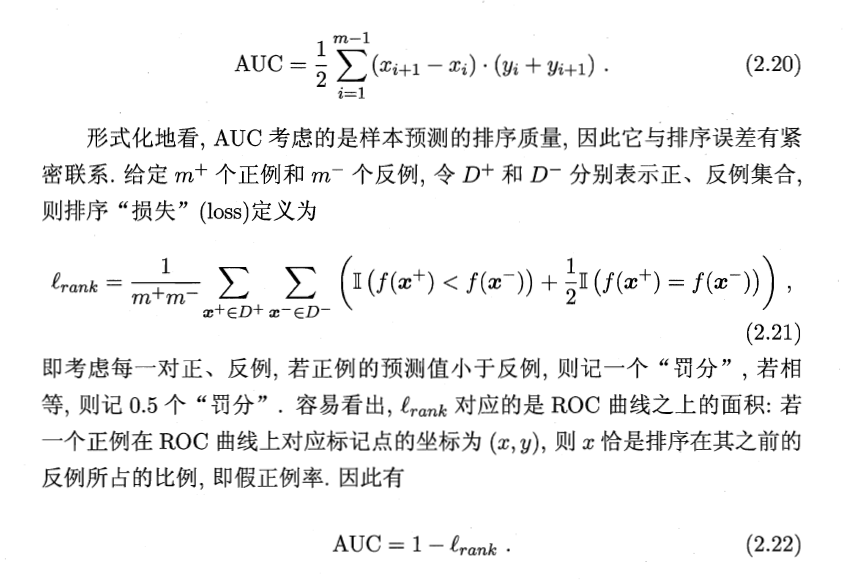 AUC = \frac{1}{2} \sum_{i=1}^{m-1} (x_{i+1} - x_i) \cdot (y_i + y_{i+1}) . (2.20)
形式化地看, AUC 考虑的是样本预测的排序质量, 因此它与排序误差有紧
密联系. 给定 m^+ 个正例和 m^- 个反例, 令 D^+ 和 D^- 分别表示正、反例集合,
则排序“损失” (loss)定义为
\ell_{rank} = \frac{1}{m^+ m^-} \sum_{\boldsymbol{x}^+ \in D^+} \sum_{\boldsymbol{x}^- \in D^-} \left( \mathbb{I}\left(f(\boldsymbol{x}^+) < f(\boldsymbol{x}^-)\right) + \frac{1}{2} \mathbb{I}\left(f(\boldsymbol{x}^+) = f(\boldsymbol{x}^-)\right) \right) ,
(2.21)
即考虑每一对正、反例, 若正例的预测值小于反例, 则记一个“罚分”, 若相
等, 则记 0.5 个“罚分”. 容易看出, \ell_{rank} 对应的是 ROC 曲线之上的面积: 若
一个正例在 ROC 曲线上对应标记点的坐标为 (x, y), 则 x 恰是排序在其之前的
反例所占的比例, 即假正例率. 因此有
AUC = 1 - \ell_{rank} . (2.22)